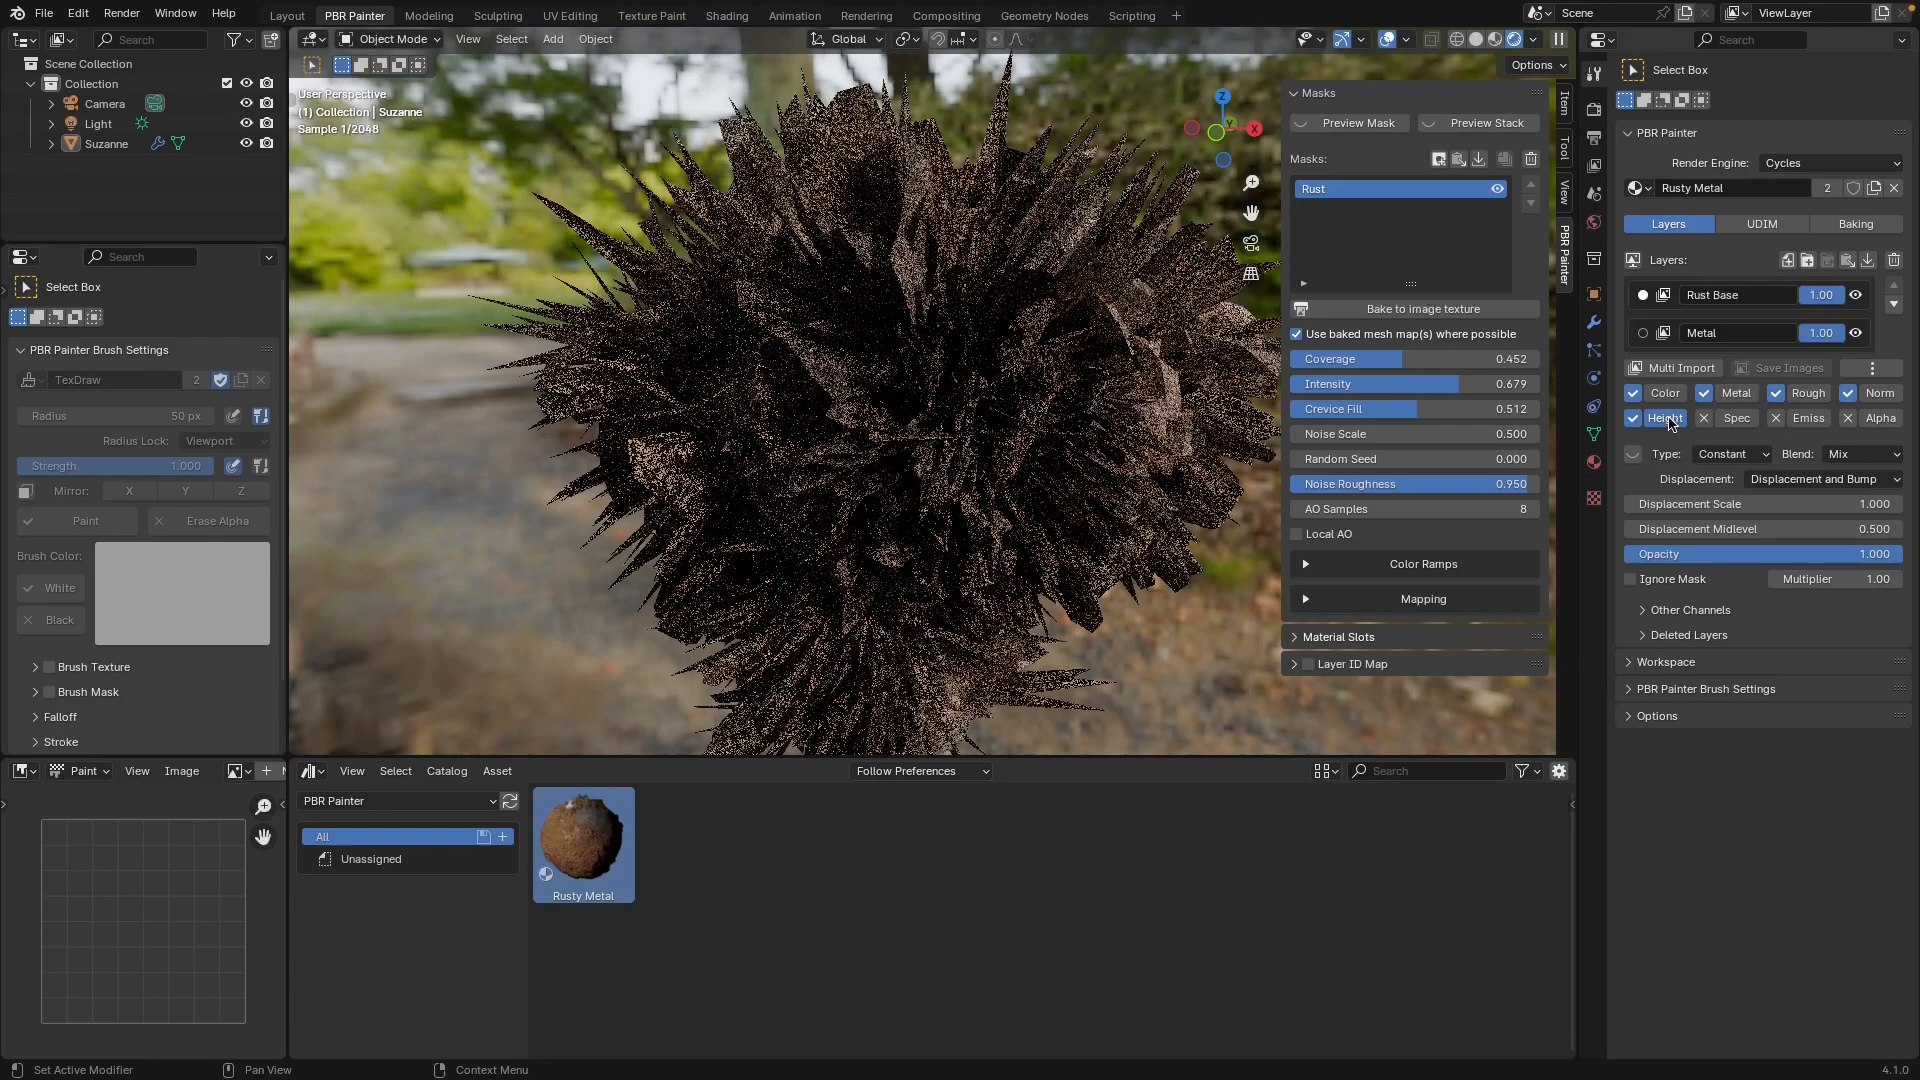 File Edit Render Window Help
Layout PBR Painter Modeling Sculpting UV Editing Texture Paint Shading Animation Rendering Compositing Geometry Nodes Scripting +
Scene
ViewLayer
Search
Scene Collection
Collection
Camera
Light
Suzanne
Search
Select Box
PBR Painter Brush Settings
TexDraw 2
Radius 50 px
Radius Lock: Viewport
Strength 1.000
Mirror: X Y Z
Paint Erase Alpha
Brush Color:
White
Black
Brush Texture
Brush Mask
Falloff
Stroke
Paint View Image
Object Mode View Select Add Object
Global
Options
User Perspective
(1) Collection | Suzanne
Sample 1/2048
Z
Y
X
Masks
Preview Mask Preview Stack
Masks:
Rust
Bake to image texture
Use baked mesh map(s) where possible
Coverage 0.452
Intensity 0.679
Crevice Fill 0.512
Noise Scale 0.500
Random Seed 0.000
Noise Roughness 0.950
AO Samples 8
Local AO
Color Ramps
Mapping
Material Slots
Layer ID Map
Item
Tool
View
PBR Painter
View Select Catalog Asset
Follow Preferences
Search
PBR Painter
All
Unassigned
Rusty Metal
Search
Select Box
PBR Painter
Render Engine: Cycles
Rusty Metal 2
Layers UDIM Baking
Layers:
Rust Base 1.00
Metal 1.00
Multi Import Save Images
Color Metal Rough Norm
Height Spec Emiss Alpha
Type: Constant Blend: Mix
Displacement: Displacement and Bump
Displacement Scale 1.000
Displacement Midlevel 0.500
Opacity 1.000
Ignore Mask Multiplier 1.00
Other Channels
Deleted Layers
Workspace
PBR Painter Brush Settings
Options
Set Active Modifier Pan View Context Menu
4.1.0